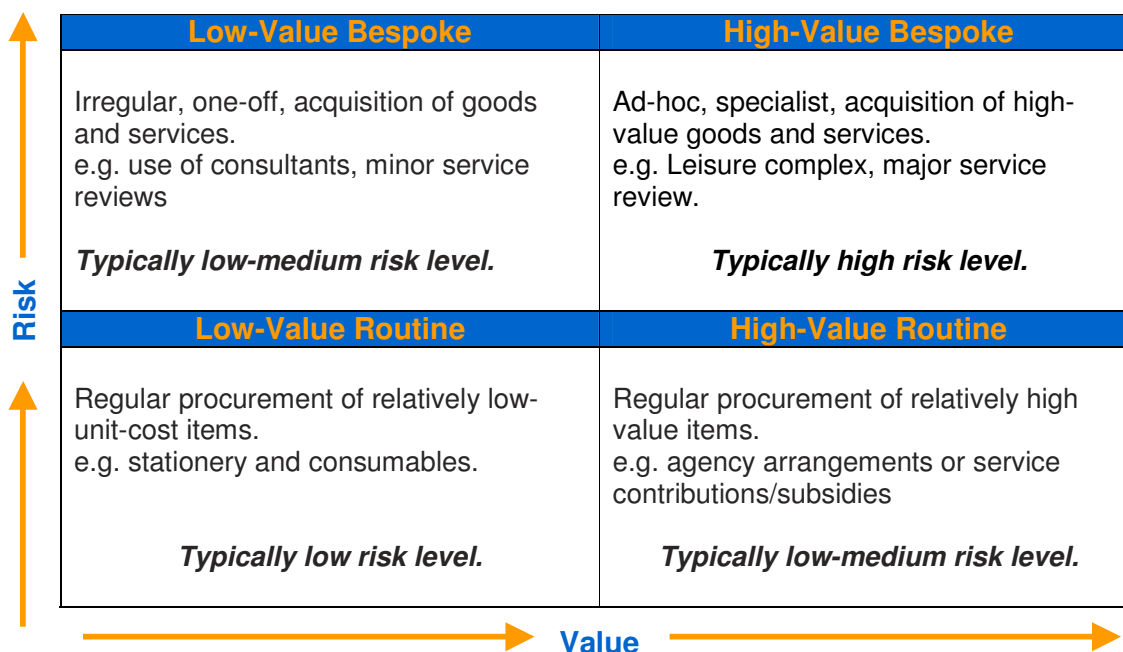 Low-Value Bespoke
High-Value Bespoke
Irregular, one-off, acquisition of goods
and services.
e.g. use of consultants, minor service
reviews
Typically low-medium risk level.
Ad-hoc, specialist, acquisition of high-
value goods and services.
e.g. Leisure complex, major service
review.
Typically high risk level.
Risk
Low-Value Routine
High-Value Routine
Regular procurement of relatively low-
unit-cost items.
e.g. stationery and consumables.
Typically low risk level.
Regular procurement of relatively high
value items.
e.g. agency arrangements or service
contributions/subsidies
Typically low-medium risk level.
Value